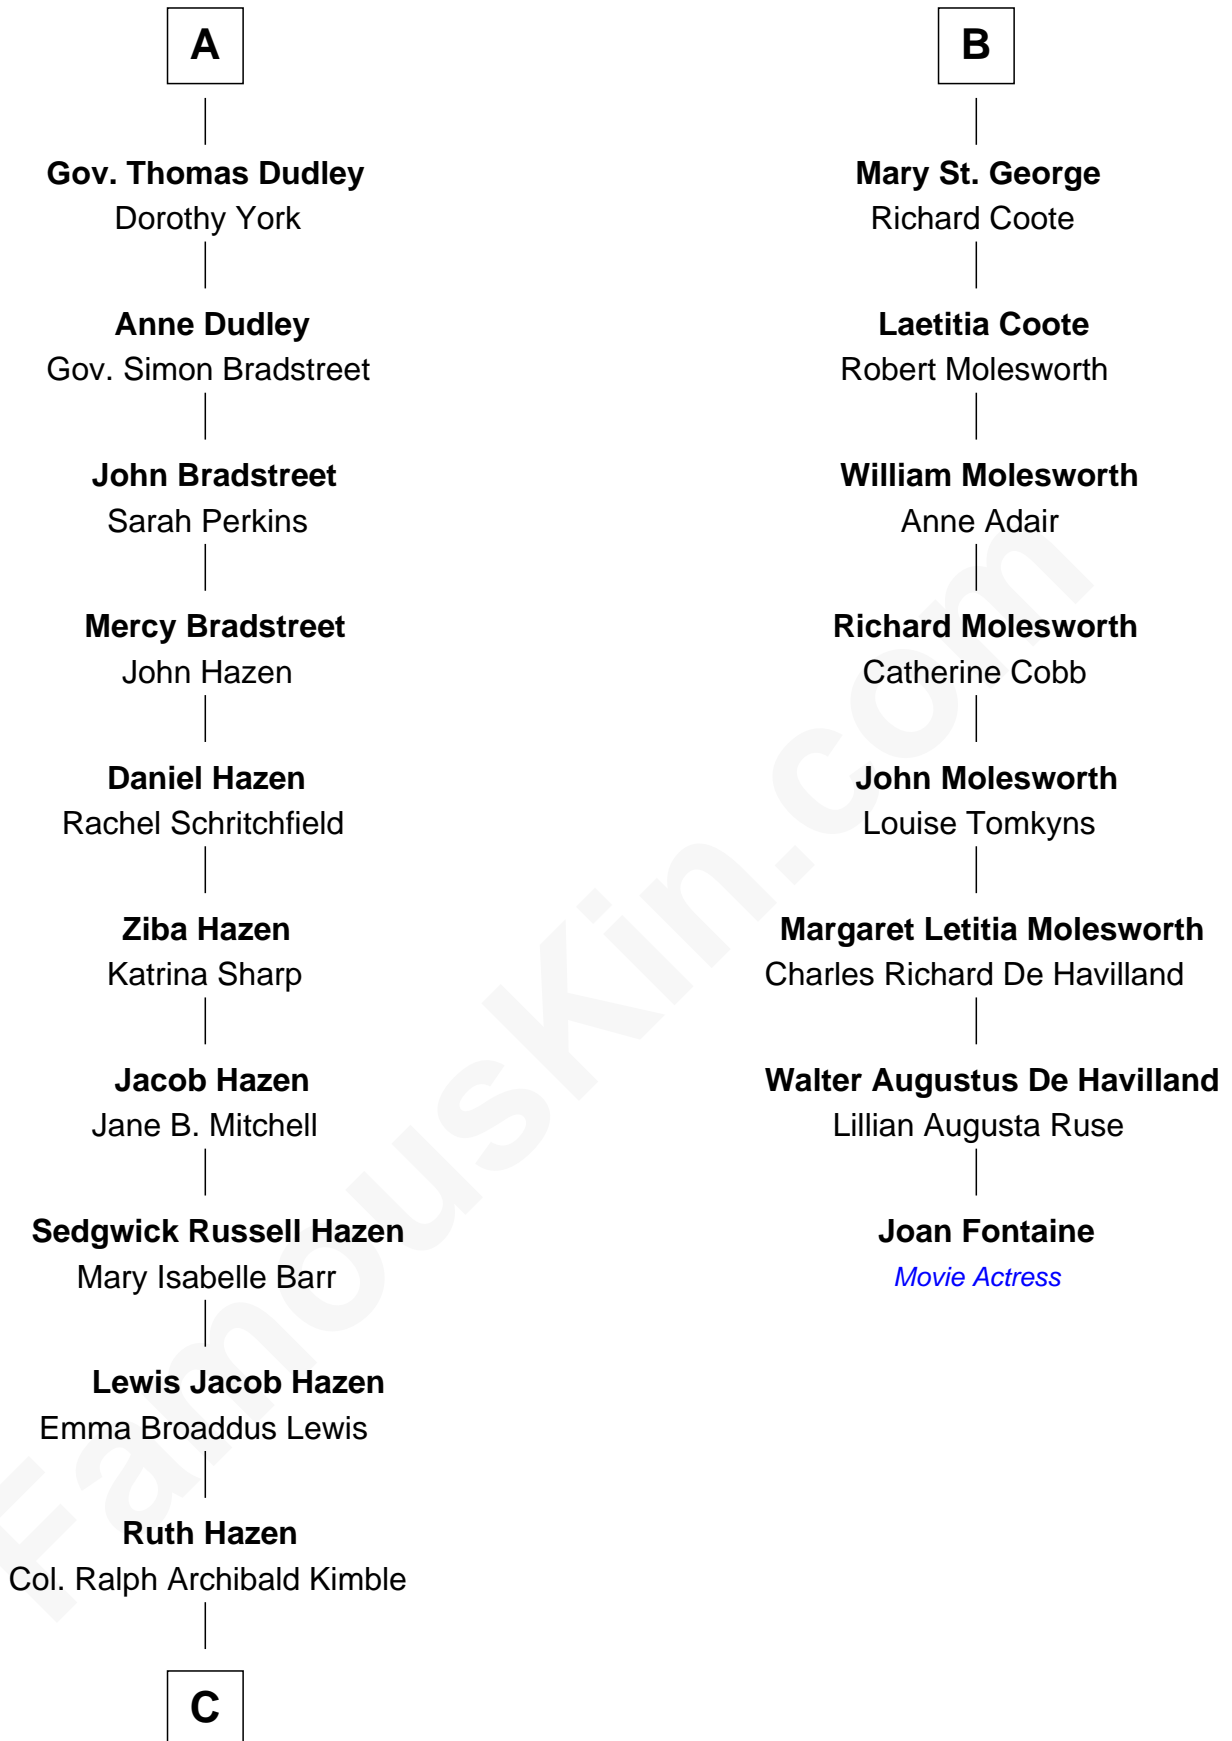 A
Gov. Thomas Dudley
Dorothy York
Anne Dudley
Gov. Simon Bradstreet
John Bradstreet
Sarah Perkins
Mercy Bradstreet
John Hazen
Daniel Hazen
Rachel Schritchfield
Ziba Hazen
Katrina Sharp
Jacob Hazen
Jane B. Mitchell
Sedgwick Russell Hazen
Mary Isabelle Barr
Lewis Jacob Hazen
Emma Broaddus Lewis
Ruth Hazen
Col. Ralph Archibald Kimble
C
B
Mary St. George
Richard Coote
Laetitia Coote
Robert Molesworth
William Molesworth
Anne Adair
Richard Molesworth
Catherine Cobb
John Molesworth
Louise Tomkyns
Margaret Letitia Molesworth
Charles Richard De Havilland
Walter Augustus De Havilland
Lillian Augusta Ruse
Joan Fontaine
Movie Actress
FamousKin.com